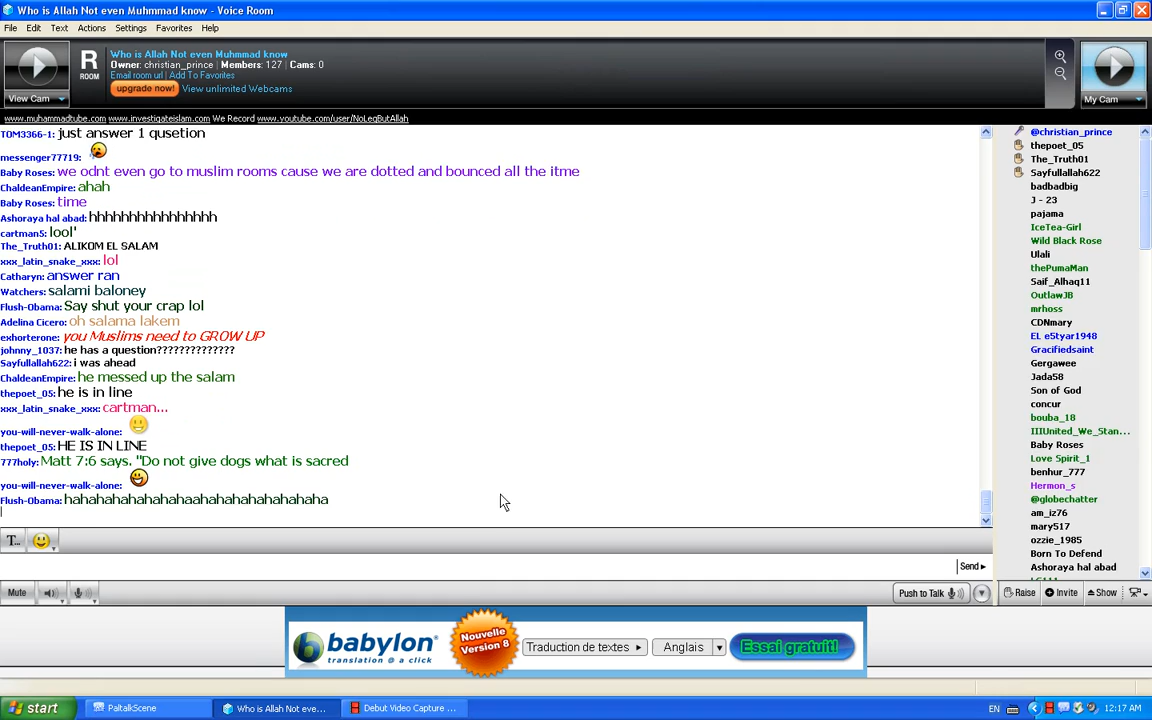 Who is Allah Not even Muhmmad know - Voice Room
File Edit Text Actions Settings Favorites Help
View Cam
R
ROOM
Who is Allah Not even Muhmmad know
Owner: christian_prince | Members: 127 | Cams: 0
Email room url | Add To Favorites
upgrade now! View unlimited Webcams
My Cam
www.muhammadtube.com www.investigateislam.com We Record www.youtube.com/user/NoLegButAllah
TOM3366-1: just answer 1 qusetion
messenger77719:
Baby Roses: we odnt even go to muslim rooms cause we are dotted and bounced all the itme
ChaldeanEmpire: ahah
Baby Roses: time
Ashoraya hal abad: hhhhhhhhhhhhhhhh
cartman5: lool'
The_Truth01: ALIKOM EL SALAM
xxx_latin_snake_xxx: lol
Catharyn: answer ran
Watchers: salami baloney
Flush-Obama: Say shut your crap lol
Adelina Cicero: oh salama lakem
exhorterone: you Muslims need to GROW UP
johnny_1037: he has a question??????????????
Sayfullallah622: i was ahead
ChaldeanEmpire: he messed up the salam
thepoet_05: he is in line
xxx_latin_snake_xxx: cartman...
you-will-never-walk-alone:
thepoet_05: HE IS IN LINE
777holy: Matt 7:6 says. "Do not give dogs what is sacred
you-will-never-walk-alone:
Flush-Obama: hahahahahahahahaahahahahahahahaha
@christian_prince
thepoet_05
The_Truth01
Sayfullallah622
badbadbig
J - 23
pajama
IceTea-Girl
Wild Black Rose
Ulali
thePumaMan
Saif_Alhaq11
OutlawJB
mrhoss
CDNmary
EL e5tyar1948
Gracifiedsaint
Gergawee
Jada58
Son of God
concur
bouba_18
IIIUnited_We_Stan...
Baby Roses
Love Spirit_1
benhur_777
Hermon_s
@globechatter
am_iz76
mary517
ozzie_1985
Born To Defend
Ashoraya hal abad
T...
Send
Mute
Push to Talk
Raise Invite Show
babylon
translation @ a click
Nouvelle
Version 8
Traduction de textes
Anglais
Essai gratuit!
start PaltalkScene Who is Allah Not eve... Debut Video Capture ... EN 12:17 AM